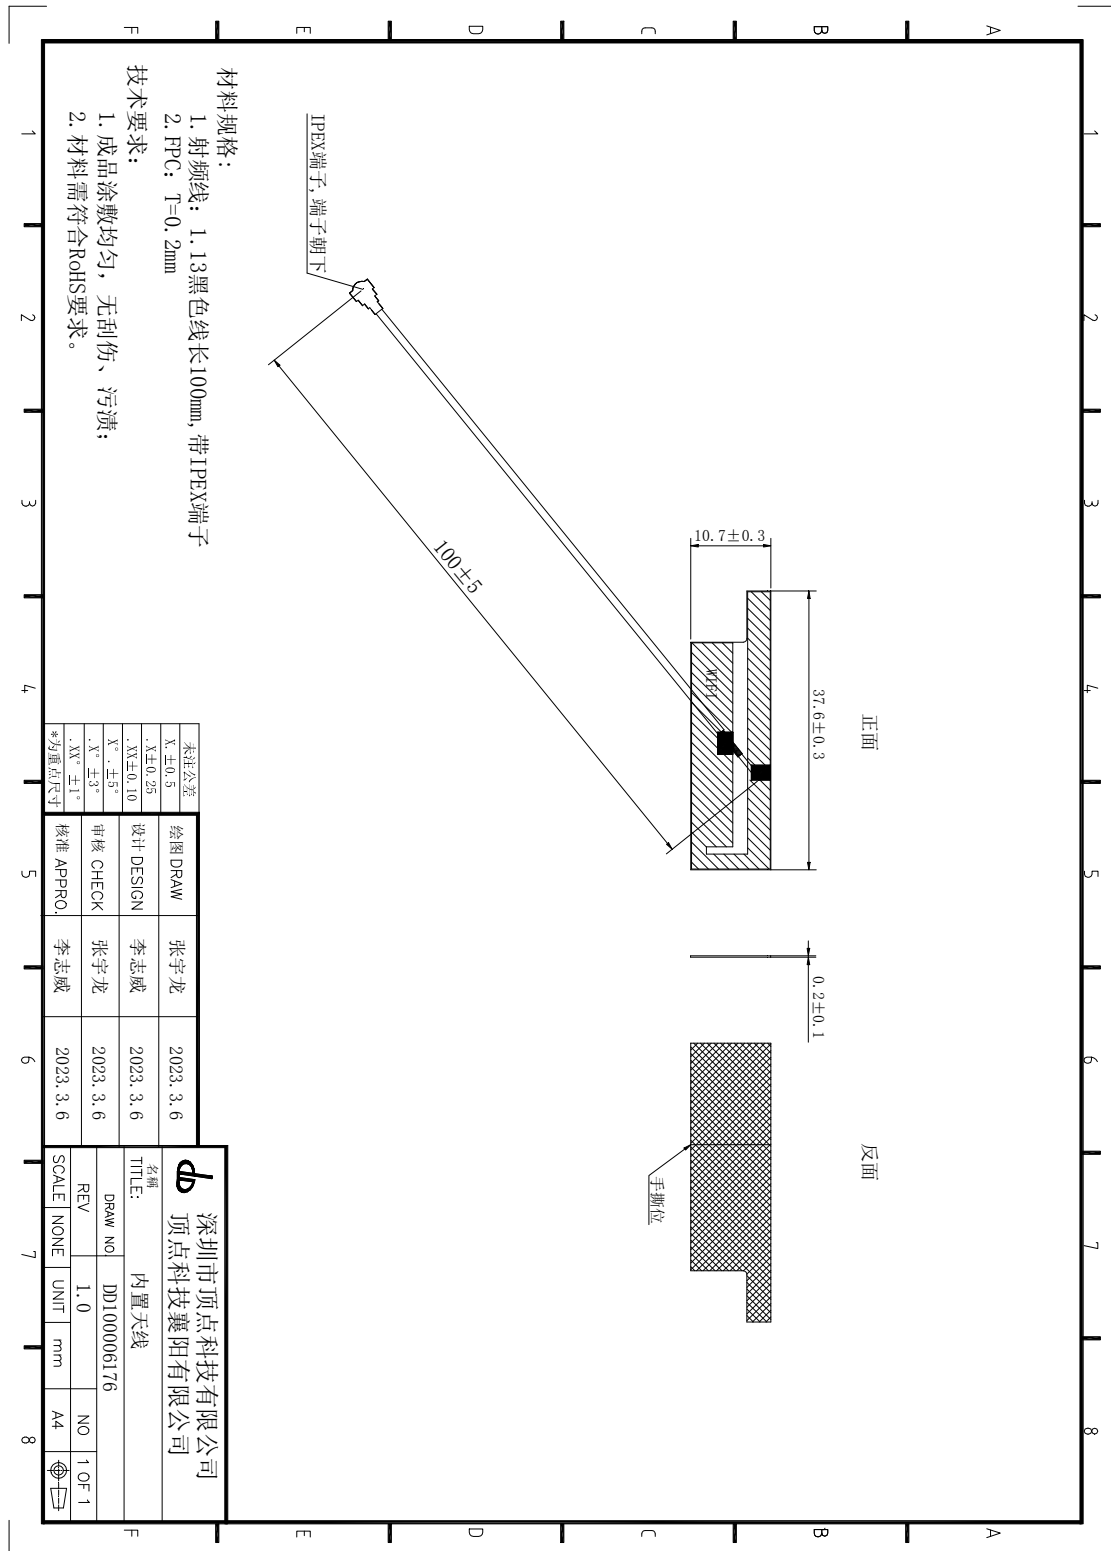 A
B
C
D
E
F
1
2
3
4
5
6
7
8
正面
反面
37.6±0.3
10.7±0.3
0.2±0.1
WIFI
手撕位
100±5
IPEX端子,端子朝下
材料规格：
1. 射频线：1.13黑色线长100mm,带IPEX端子
2. FPC：T=0.2mm
技术要求：
1. 成品涂敷均匀，无刮伤、污渍；
2. 材料需符合RoHS要求。
未注公差
X. ±0.5
.X±0.25
.XX±0.10
X° . ±5°
.X° ±3°
.XX° ±1°
*为重点尺寸
绘图 DRAW 张宇龙 2023.3.6
设计 DESIGN 李志威 2023.3.6
审核 CHECK 张宇龙 2023.3.6
核准 APPRO. 李志威 2023.3.6
深圳市顶点科技有限公司
顶点科技襄阳有限公司
名稱
TITLE: 内置天线
DRAW NO. DD100006176
REV 1.0 NO 1 OF 1
SCALE NONE UNIT mm A4
1
2
3
4
5
6
7
8
A
B
C
D
E
F